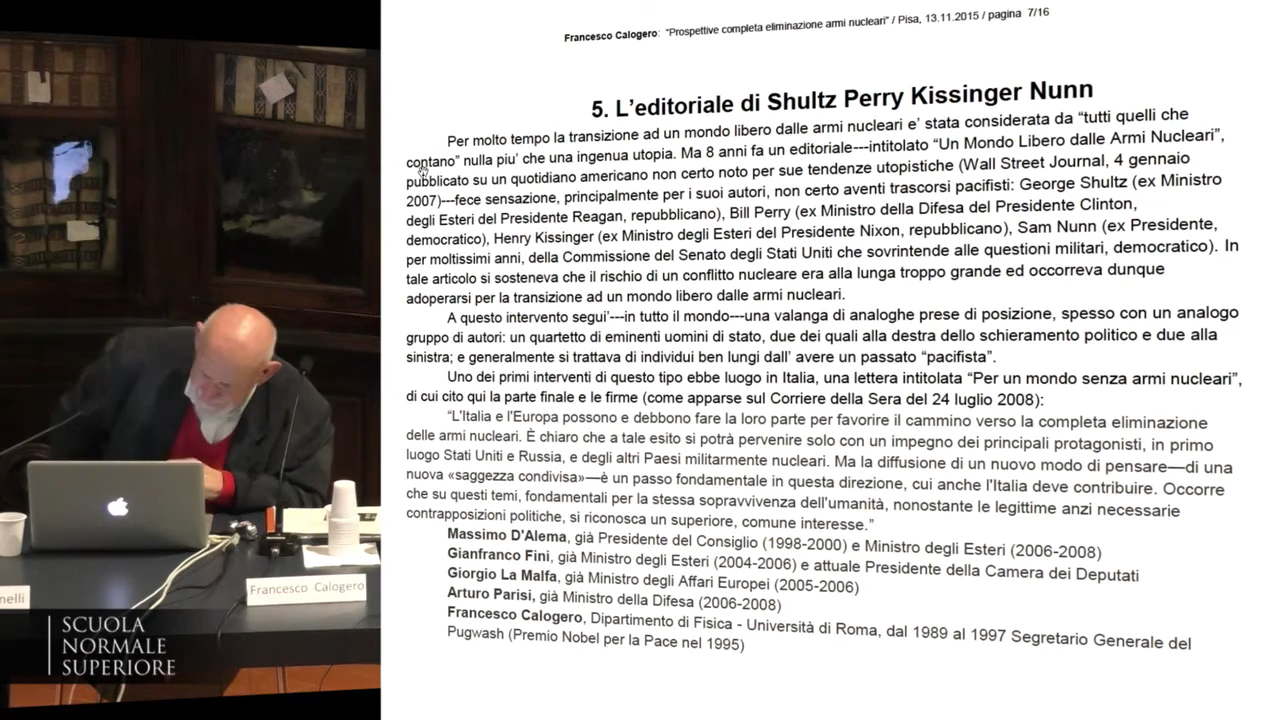 Francesco Calogero: “Prospettive completa eliminazione armi nucleari” / Pisa, 13.11.2015 / pagina 7/16
5. L’editoriale di Shultz Perry Kissinger Nunn
Per molto tempo la transizione ad un mondo libero dalle armi nucleari e’ stata considerata da “tutti quelli che
contano” nulla piu’ che una ingenua utopia. Ma 8 anni fa un editoriale---intitolato “Un Mondo Libero dalle Armi Nucleari”,
pubblicato su un quotidiano americano non certo noto per sue tendenze utopistiche (Wall Street Journal, 4 gennaio
2007)---fece sensazione, principalmente per i suoi autori, non certo aventi trascorsi pacifisti: George Shultz (ex Ministro
degli Esteri del Presidente Reagan, repubblicano), Bill Perry (ex Ministro della Difesa del Presidente Clinton,
democratico), Henry Kissinger (ex Ministro degli Esteri del Presidente Nixon, repubblicano), Sam Nunn (ex Presidente,
per moltissimi anni, della Commissione del Senato degli Stati Uniti che sovrintende alle questioni militari, democratico). In
tale articolo si sosteneva che il rischio di un conflitto nucleare era alla lunga troppo grande ed occorreva dunque
adoperarsi per la transizione ad un mondo libero dalle armi nucleari.
A questo intervento segui’---in tutto il mondo---una valanga di analoghe prese di posizione, spesso con un analogo
gruppo di autori: un quartetto di eminenti uomini di stato, due dei quali alla destra dello schieramento politico e due alla
sinistra; e generalmente si trattava di individui ben lungi dall’ avere un passato “pacifista”.
Uno dei primi interventi di questo tipo ebbe luogo in Italia, una lettera intitolata “Per un mondo senza armi nucleari”,
di cui cito qui la parte finale e le firme (come apparse sul Corriere della Sera del 24 luglio 2008):
“L'Italia e l'Europa possono e debbono fare la loro parte per favorire il cammino verso la completa eliminazione
delle armi nucleari. È chiaro che a tale esito si potrà pervenire solo con un impegno dei principali protagonisti, in primo
luogo Stati Uniti e Russia, e degli altri Paesi militarmente nucleari. Ma la diffusione di un nuovo modo di pensare—di una
nuova «saggezza condivisa»—è un passo fondamentale in questa direzione, cui anche l'Italia deve contribuire. Occorre
che su questi temi, fondamentali per la stessa sopravvivenza dell'umanità, nonostante le legittime anzi necessarie
contrapposizioni politiche, si riconosca un superiore, comune interesse.”
Massimo D'Alema, già Presidente del Consiglio (1998-2000) e Ministro degli Esteri (2006-2008)
Gianfranco Fini, già Ministro degli Esteri (2004-2006) e attuale Presidente della Camera dei Deputati
Giorgio La Malfa, già Ministro degli Affari Europei (2005-2006)
Arturo Parisi, già Ministro della Difesa (2006-2008)
Francesco Calogero, Dipartimento di Fisica - Università di Roma, dal 1989 al 1997 Segretario Generale del
Pugwash (Premio Nobel per la Pace nel 1995)
nelli
Francesco Calogero
SCUOLA
NORMALE
SUPERIORE